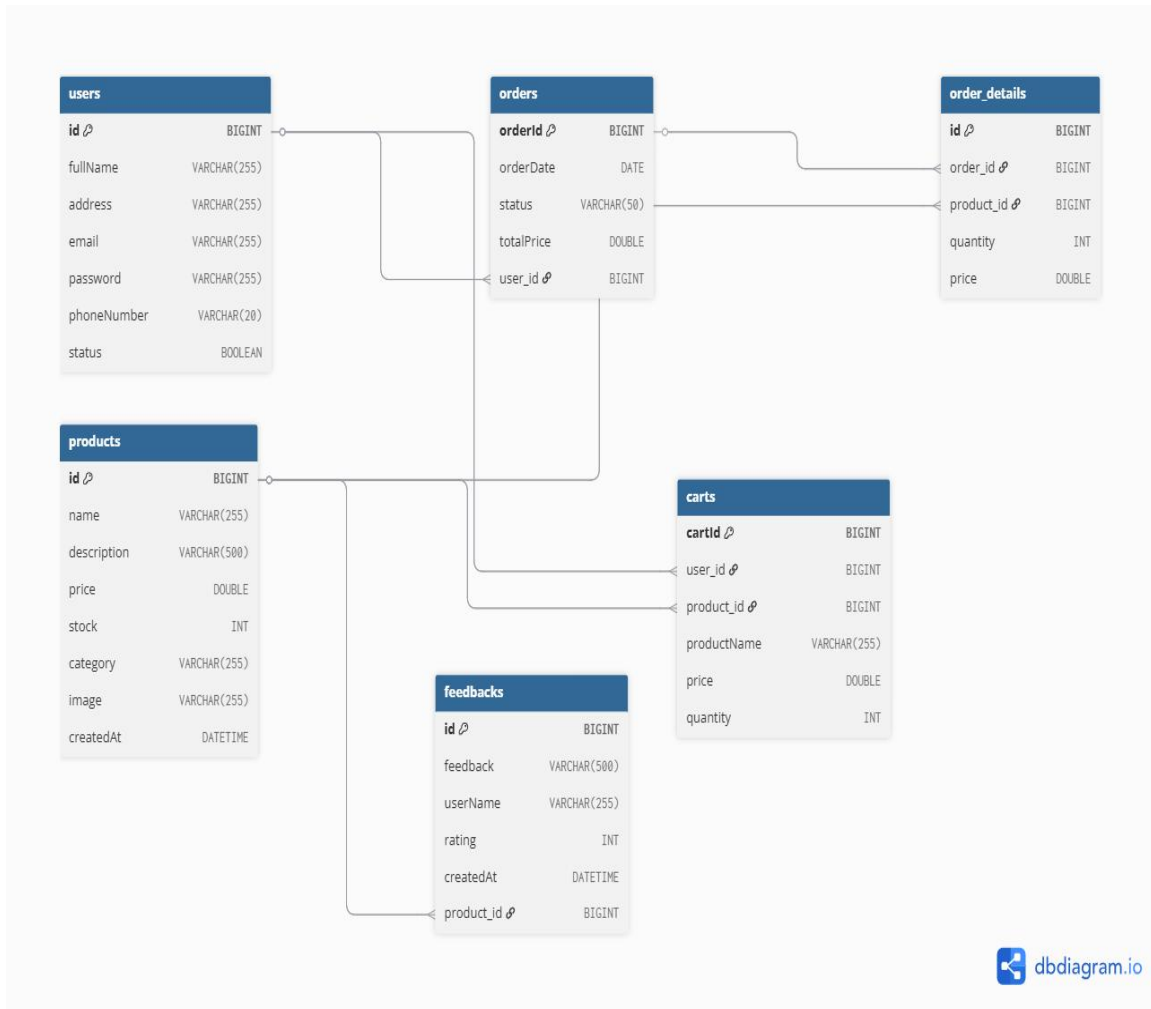 users
id BIGINT
fullName VARCHAR(255)
address VARCHAR(255)
email VARCHAR(255)
password VARCHAR(255)
phoneNumber VARCHAR(20)
status BOOLEAN
orders
orderId BIGINT
orderDate DATE
status VARCHAR(50)
totalPrice DOUBLE
user_id BIGINT
order_details
id BIGINT
order_id BIGINT
product_id BIGINT
quantity INT
price DOUBLE
products
id BIGINT
name VARCHAR(255)
description VARCHAR(500)
price DOUBLE
stock INT
category VARCHAR(255)
image VARCHAR(255)
createdAt DATETIME
carts
cartId BIGINT
user_id BIGINT
product_id BIGINT
productName VARCHAR(255)
price DOUBLE
quantity INT
feedbacks
id BIGINT
feedback VARCHAR(500)
userName VARCHAR(255)
rating INT
createdAt DATETIME
product_id BIGINT
dbdiagram.io